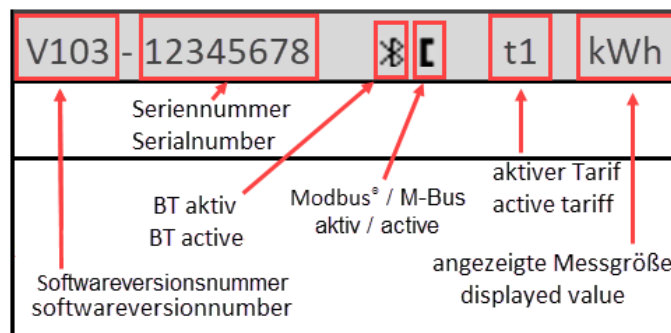 V103 - 12345678 t1 kWh
Seriennummer
Serialnumber
aktiver Tarif
active tariff
BT aktiv
BT active
Modbus® / M-Bus
aktiv / active
angezeigte Messgröße
displayed value
Softwareversionsnummer
softwareversionnumber